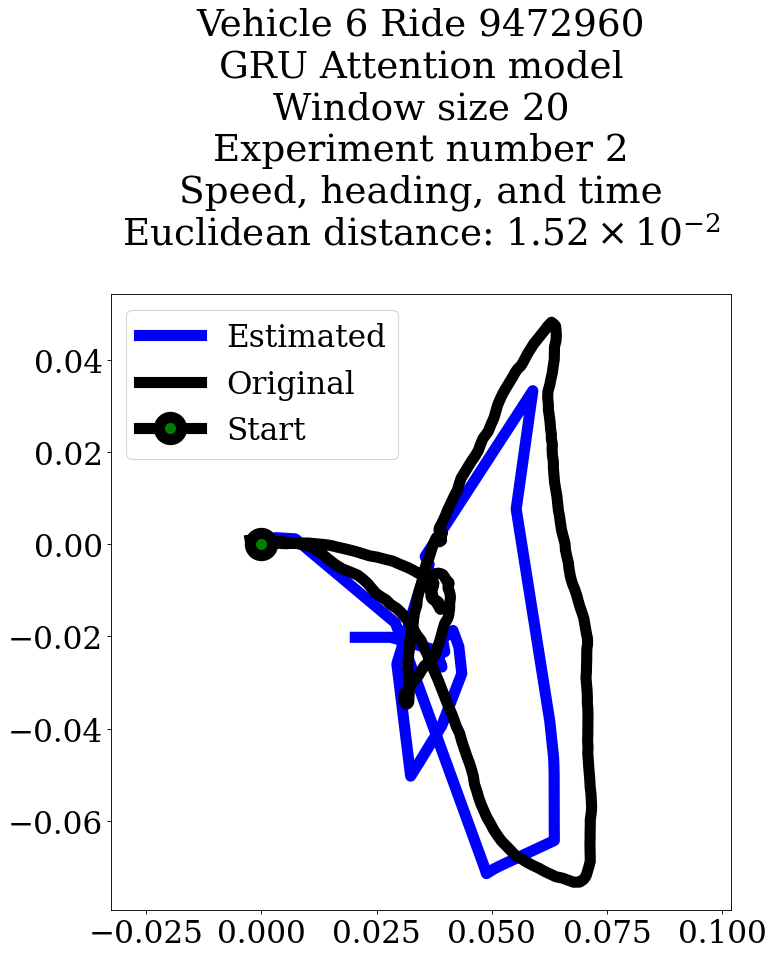 Vehicle 6 Ride 9472960
GRU Attention model
Window size 20
Experiment number 2
Speed, heading, and time
Euclidean distance: 1.52 × 10⁻²
Estimated
Original
Start
0.04
0.02
0.00
−0.02
−0.04
−0.06
−0.025 0.000 0.025 0.050 0.075 0.100